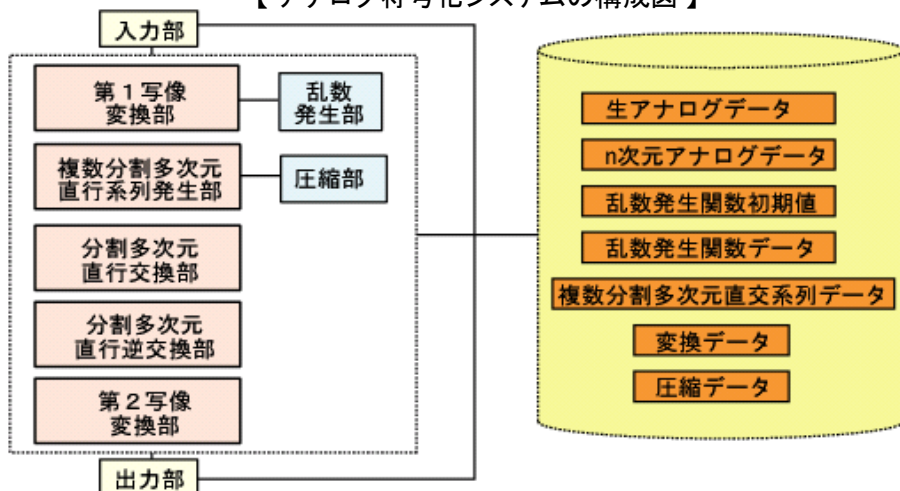 【アナログ符号化システムの構成図】
入力部
第１写像
変換部
乱数
発生部
複数分割多次元
直行系列発生部
圧縮部
分割多次元
直行交換部
分割多次元
直行逆交換部
第２写像
変換部
出力部
生アナログデータ
n次元アナログデータ
乱数発生関数初期値
乱数発生関数データ
複数分割多次元直交系列データ
変換データ
圧縮データ